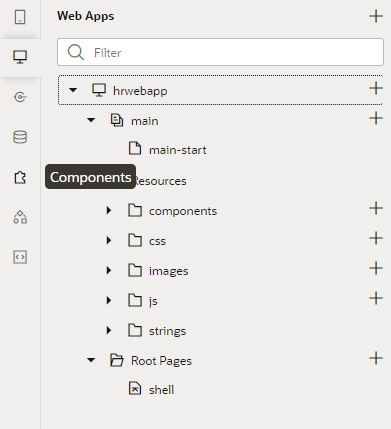 Web Apps
Filter
hrwebapp
main
main-start
Components
Resources
components
css
images
js
strings
Root Pages
shell